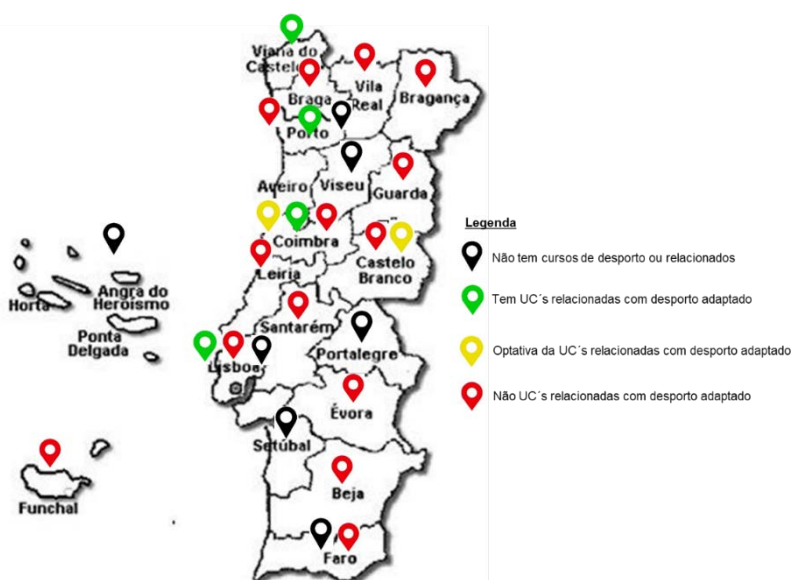 Viana do
Castelo
Braga
Vila
Real
Bragança
Porto
Aveiro
Viseu
Guarda
Coimbra
Castelo
Branco
Leiria
Santarém
Lisboa
Portalegre
Évora
Setúbal
Beja
Faro
Horta
Angra do
Heroísmo
Ponta
Delgada
Funchal
Legenda
Não tem cursos de desporto ou relacionados
Tem UC´s relacionadas com desporto adaptado
Optativa da UC´s relacionadas com desporto adaptado
Não UC´s relacionadas com desporto adaptado